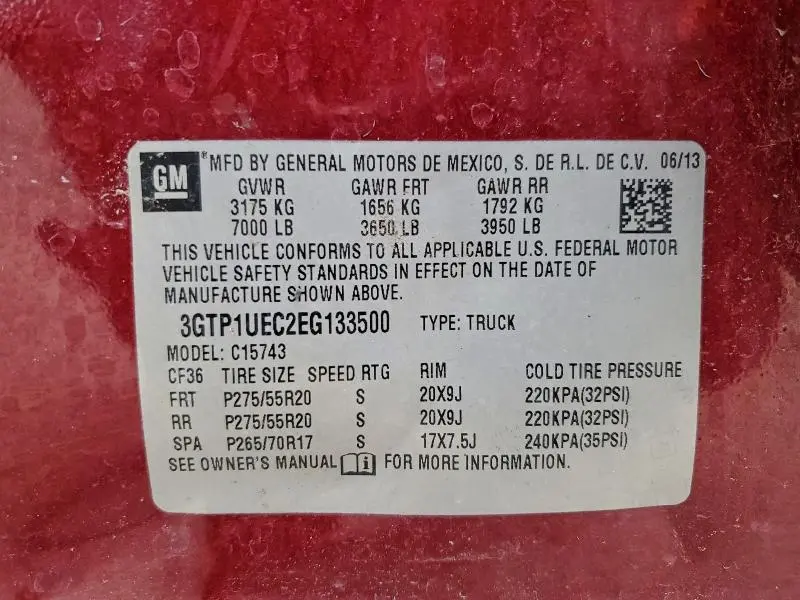 GM ® MFD BY GENERAL MOTORS DE MEXICO, S. DE R.L. DE C.V. 06/13
GVWR GAWR FRT GAWR RR
3175 KG 1656 KG 1792 KG
7000 LB 3650 LB 3950 LB
THIS VEHICLE CONFORMS TO ALL APPLICABLE U.S. FEDERAL MOTOR
VEHICLE SAFETY STANDARDS IN EFFECT ON THE DATE OF
MANUFACTURE SHOWN ABOVE.
3GTP1UEC2EG133500 TYPE: TRUCK
MODEL: C15743
CF36 TIRE SIZE SPEED RTG RIM COLD TIRE PRESSURE
FRT P275/55R20 S 20X9J 220KPA(32PSI)
RR P275/55R20 S 20X9J 220KPA(32PSI)
SPA P265/70R17 S 17X7.5J 240KPA(35PSI)
SEE OWNER'S MANUAL i FOR MORE INFORMATION.